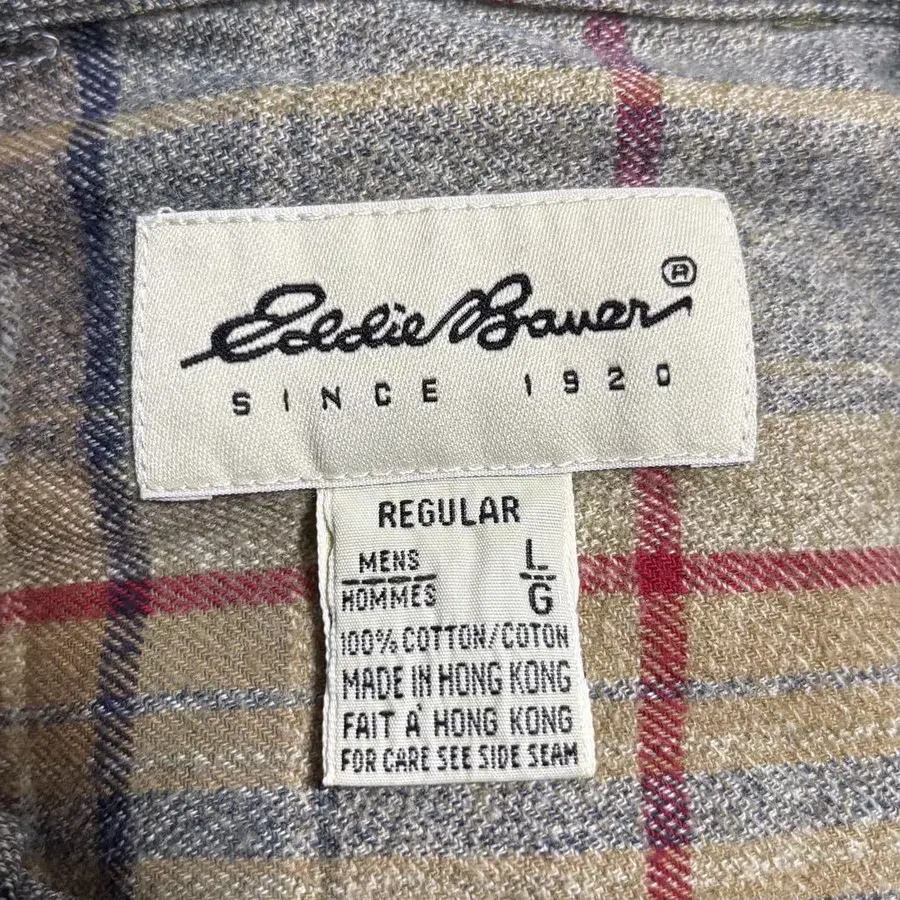 Eddie Bauer®
SINCE 1920
REGULAR
MENS L
HOMMES G
100% COTTON/COTON
MADE IN HONG KONG
FAIT A' HONG KONG
FOR CARE SEE SIDE SEAM